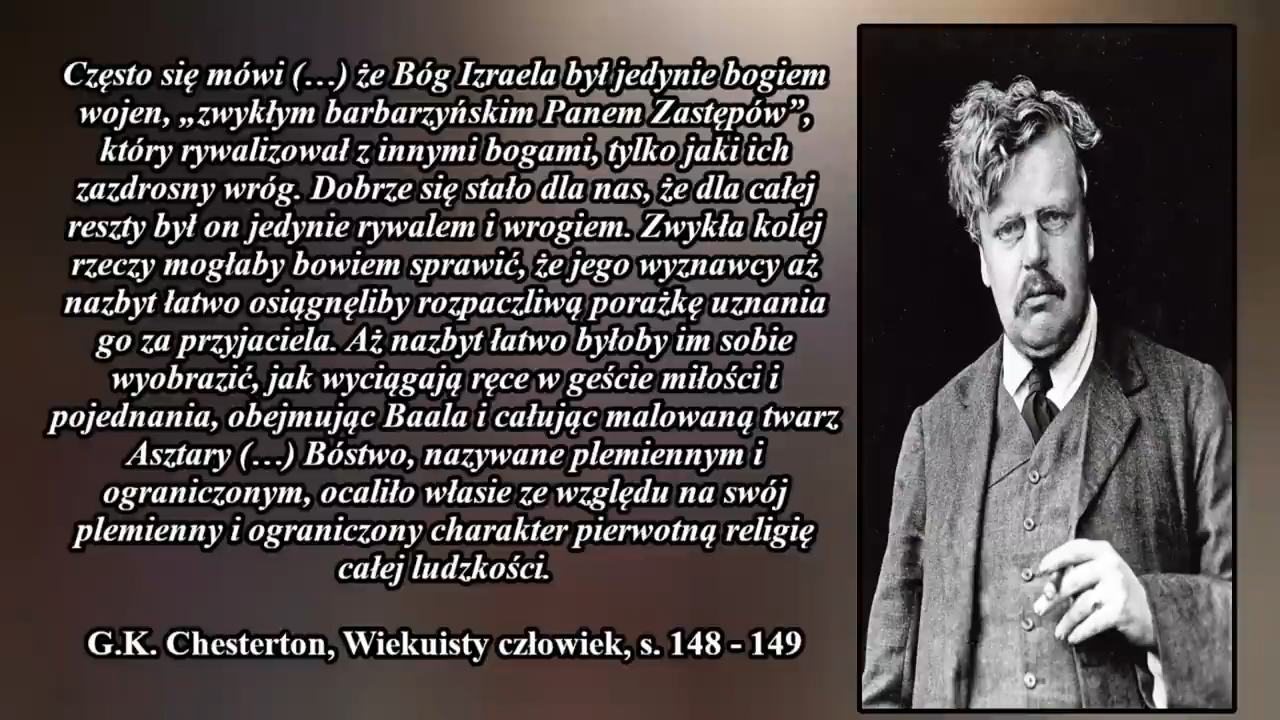 Często się mówi (…) że Bóg Izraela był jedynie bogiem
wojen, „zwykłym barbarzyńskim Panem Zastępów”,
który rywalizował z innymi bogami, tylko jaki ich
zazdrosny wróg. Dobrze się stało dla nas, że dla całej
reszty był on jedynie rywalem i wrogiem. Zwykła kolej
rzeczy mogłaby bowiem sprawić, że jego wyznawcy aż
nazbyt łatwo osiągnęliby rozpaczliwą porażkę uznania
go za przyjaciela. Aż nazbyt łatwo byłoby im sobie
wyobrazić, jak wyciągają ręce w geście miłości i
pojednania, obejmując Baala i całując malowaną twarz
Asztary (…) Bóstwo, nazywane plemiennym i
ograniczonym, ocaliło własie ze względu na swój
plemienny i ograniczony charakter pierwotną religię
całej ludzkości.
G.K. Chesterton, Wiekuisty człowiek, s. 148 - 149